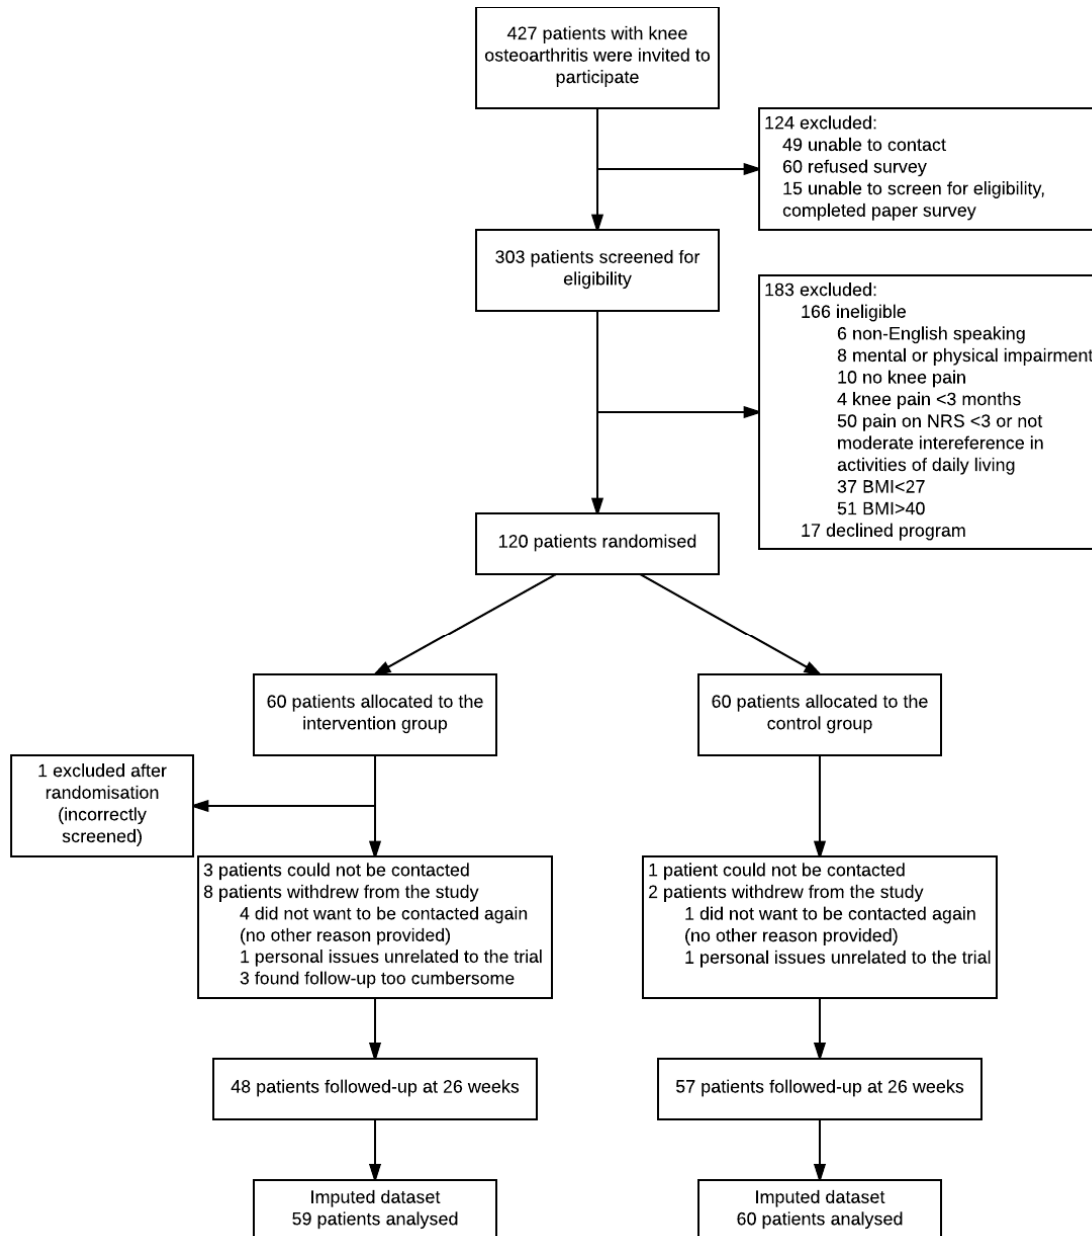 427 patients with knee
osteoarthritis were invited to
participate
124 excluded:
49 unable to contact
60 refused survey
15 unable to screen for eligibility,
completed paper survey
303 patients screened for
eligibility
183 excluded:
166 ineligible
6 non-English speaking
8 mental or physical impairment
10 no knee pain
4 knee pain <3 months
50 pain on NRS <3 or not
moderate intereference in
activities of daily living
37 BMI<27
51 BMI>40
17 declined program
120 patients randomised
60 patients allocated to the
intervention group
60 patients allocated to the
control group
1 excluded after
randomisation
(incorrectly
screened)
3 patients could not be contacted
8 patients withdrew from the study
4 did not want to be contacted again
(no other reason provided)
1 personal issues unrelated to the trial
3 found follow-up too cumbersome
1 patient could not be contacted
2 patients withdrew from the study
1 did not want to be contacted again
(no other reason provided)
1 personal issues unrelated to the trial
48 patients followed-up at 26 weeks
57 patients followed-up at 26 weeks
Imputed dataset
59 patients analysed
Imputed dataset
60 patients analysed